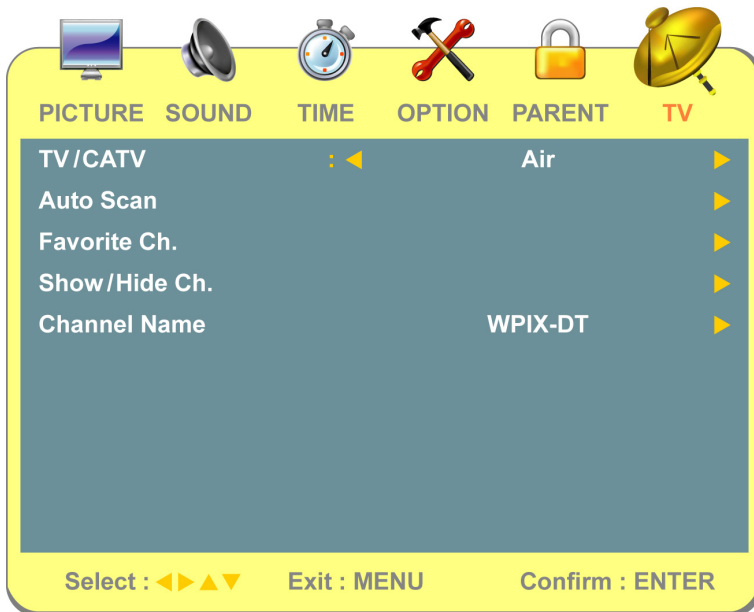 PICTURE SOUND TIME OPTION PARENT TV
TV/CATV : Air
Auto Scan
Favorite Ch.
Show/Hide Ch.
Channel Name WPIX-DT
Select : Exit : MENU Confirm : ENTER